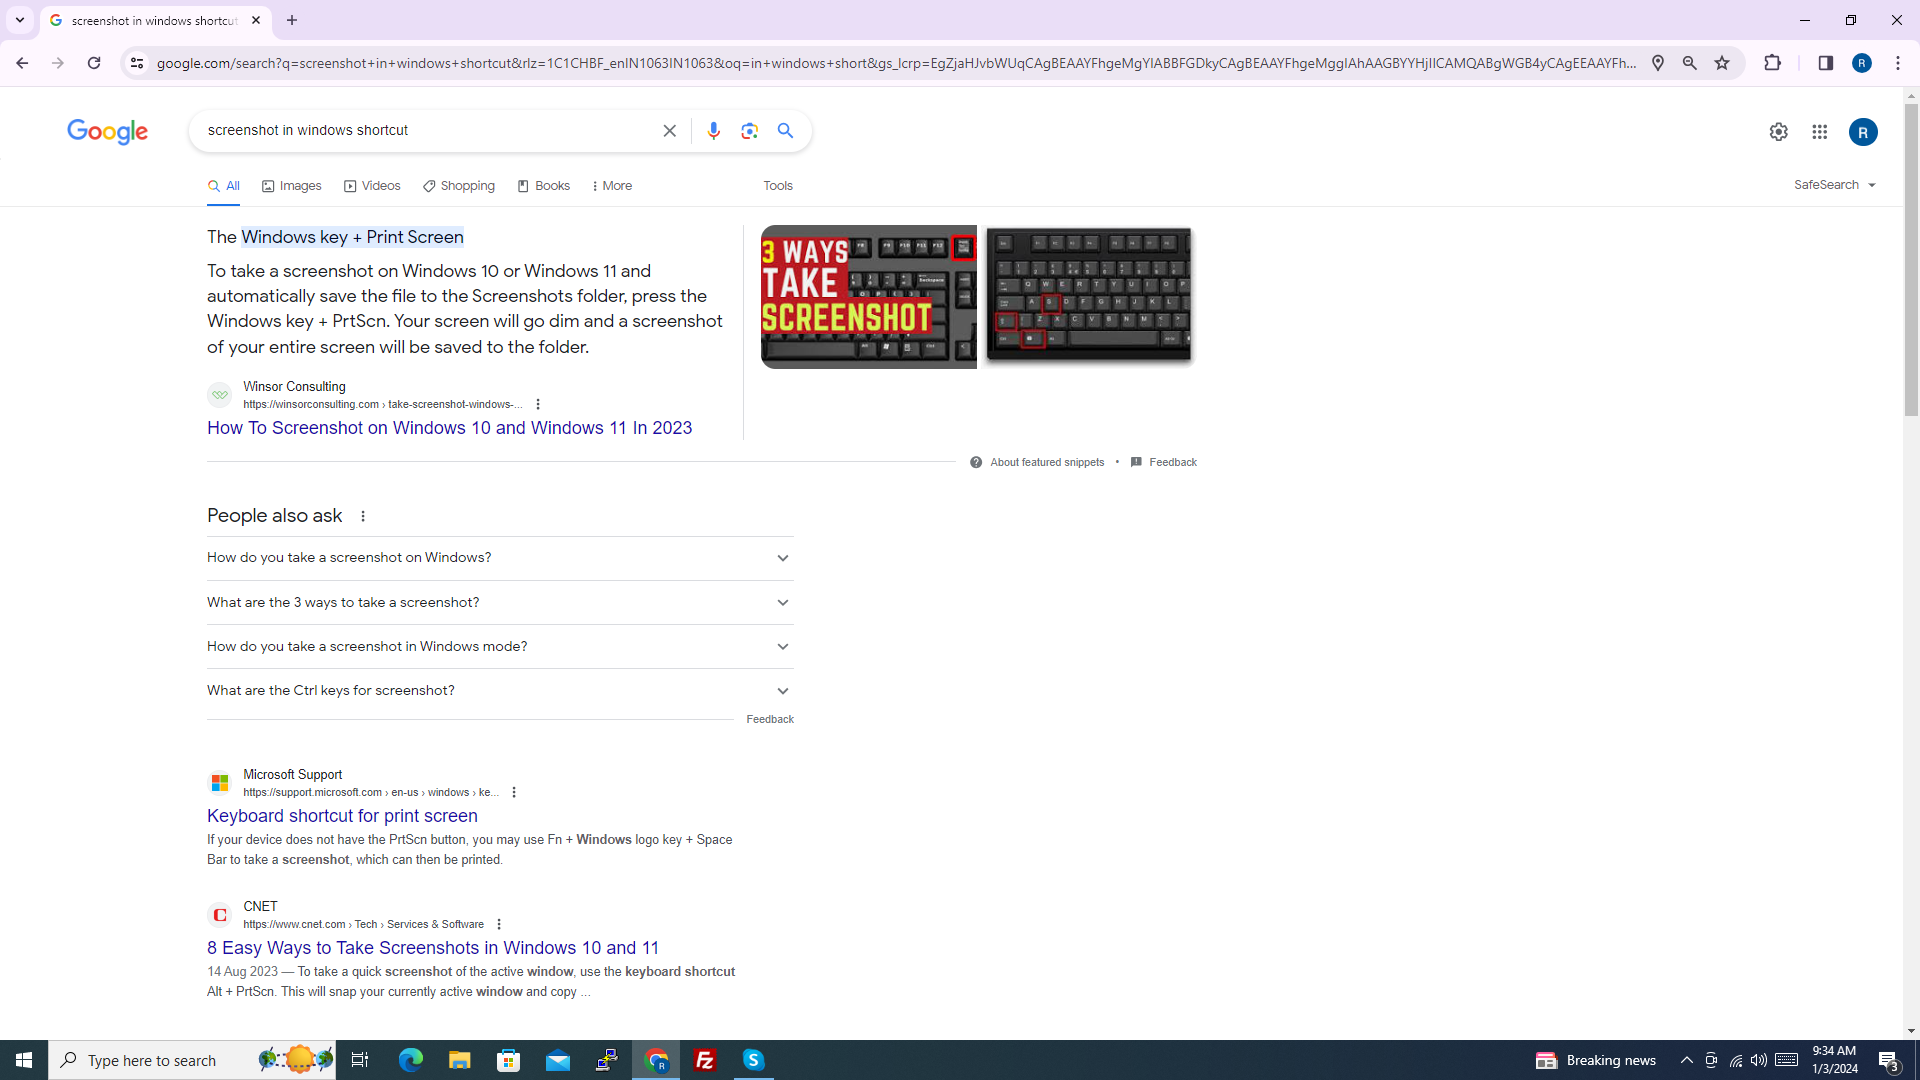 screenshot in windows shortcut
google.com/search?q=screenshot+in+windows+shortcut&rlz=1C1CHBF_enIN1063IN1063&oq=in+windows+short&gs_lcrp=EgZjaHJvbWUqCAgBEAAYFhgeMgYIABBFGDkyCAgBEAAYFhgeMggIAhAAGBYYHjIICAMQABgWGB4yCAgEEAAYFh...
R
Google
screenshot in windows shortcut
R
All
Images
Videos
Shopping
Books
More
Tools
SafeSearch
The Windows key + Print Screen
To take a screenshot on Windows 10 or Windows 11 and
automatically save the file to the Screenshots folder, press the
Windows key + PrtScn. Your screen will go dim and a screenshot
of your entire screen will be saved to the folder.
3 WAYS
TAKE
SCREENSHOT
Winsor Consulting
https://winsorconsulting.com › take-screenshot-windows-...
How To Screenshot on Windows 10 and Windows 11 In 2023
About featured snippets • Feedback
People also ask
How do you take a screenshot on Windows?
What are the 3 ways to take a screenshot?
How do you take a screenshot in Windows mode?
What are the Ctrl keys for screenshot?
Feedback
Microsoft Support
https://support.microsoft.com › en-us › windows › ke...
Keyboard shortcut for print screen
If your device does not have the PrtScn button, you may use Fn + Windows logo key + Space
Bar to take a screenshot, which can then be printed.
CNET
https://www.cnet.com › Tech › Services & Software
8 Easy Ways to Take Screenshots in Windows 10 and 11
14 Aug 2023 — To take a quick screenshot of the active window, use the keyboard shortcut
Alt + PrtScn. This will snap your currently active window and copy ...
Type here to search
R
Fz
S
Breaking news
9:34 AM
1/3/2024
3